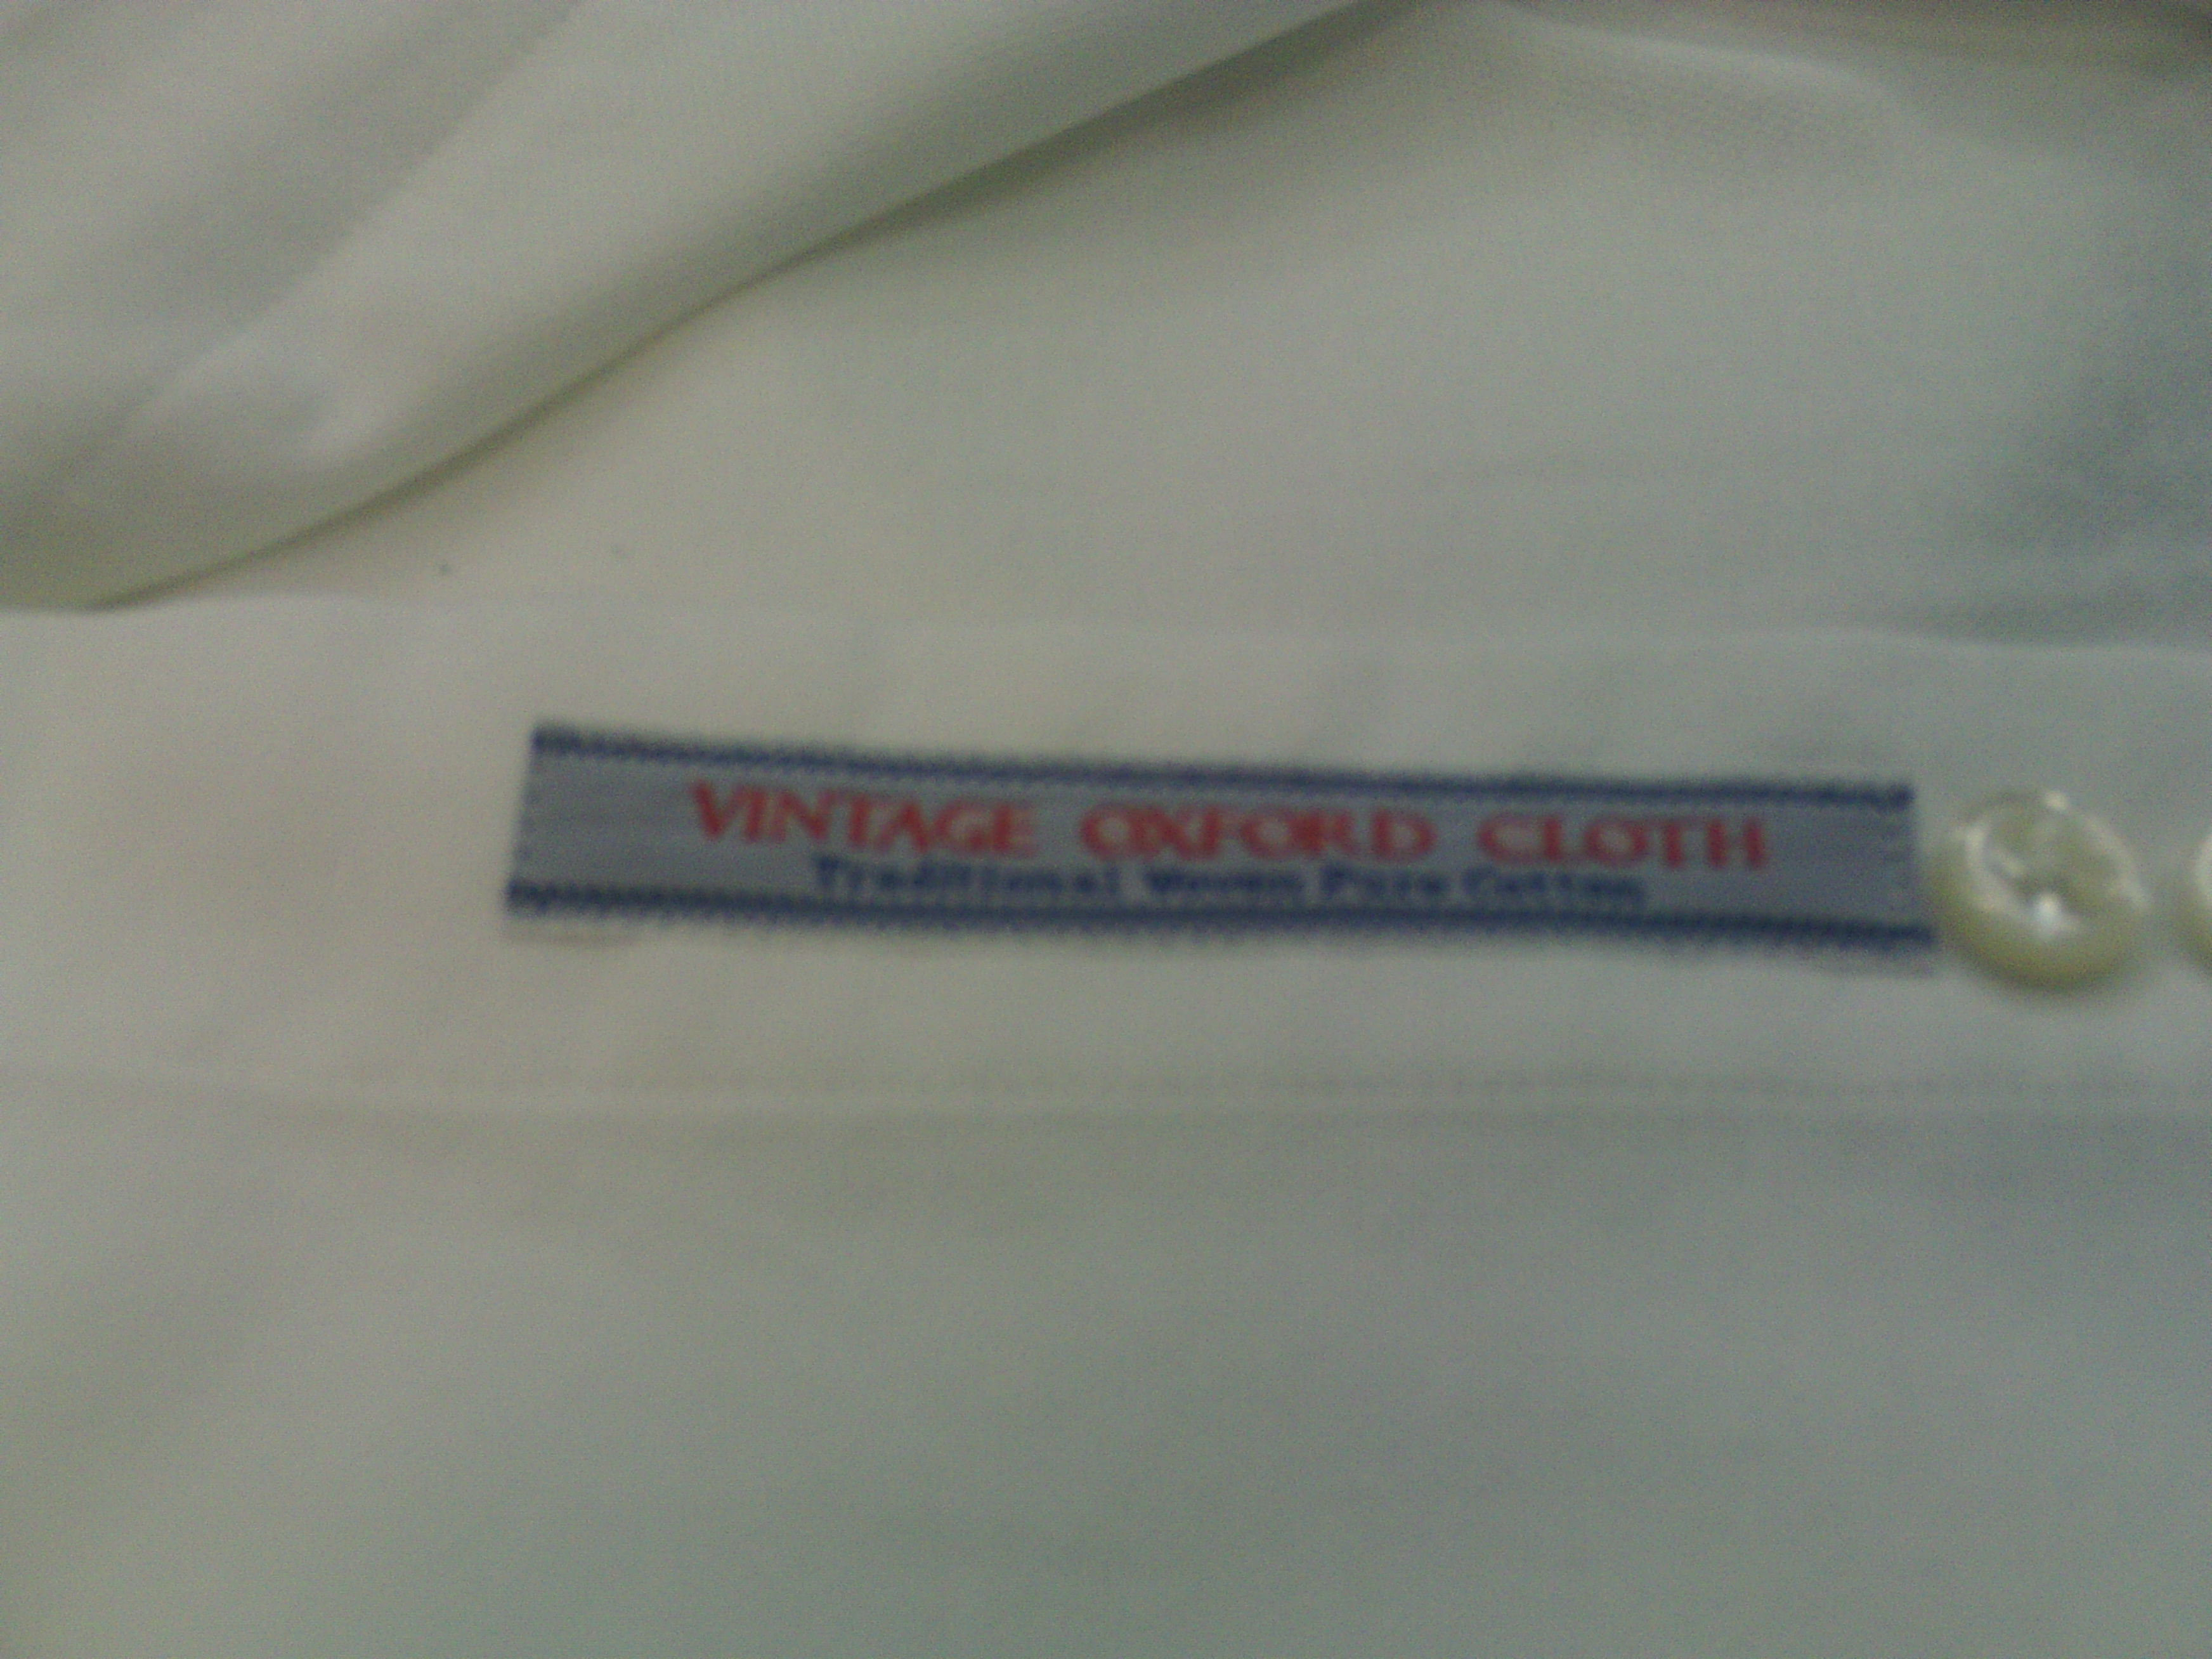 VINTAGE OXFORD CLOTH
Traditional Woven Pure Cotton